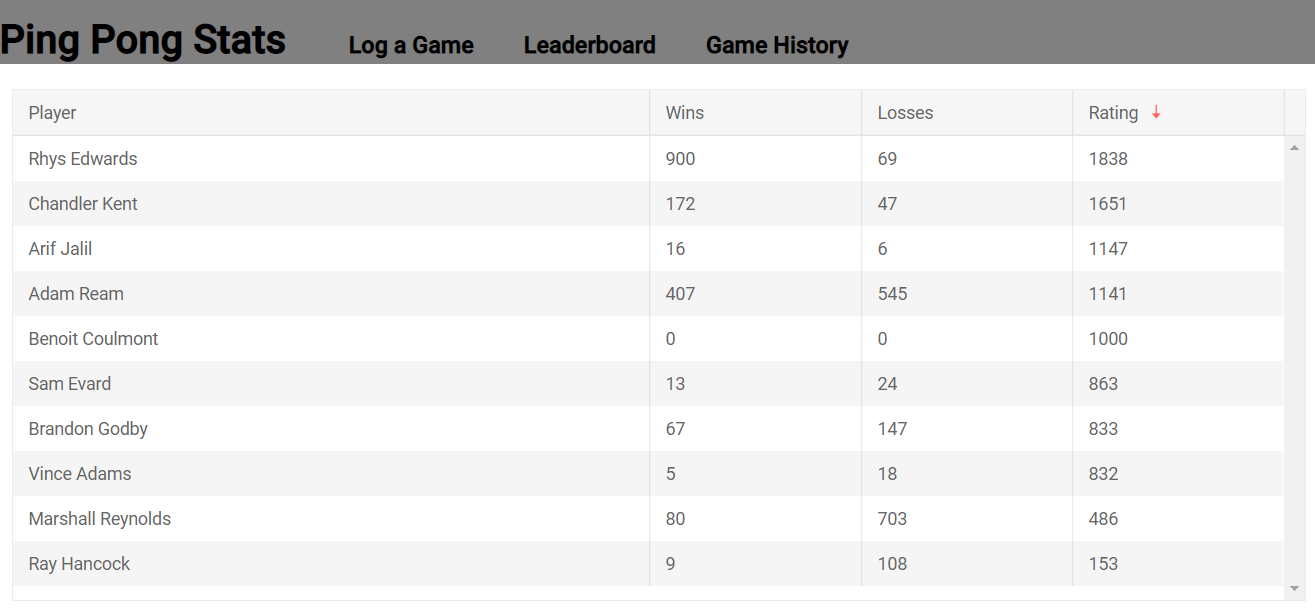 Ping Pong Stats Log a Game Leaderboard Game History
Player Wins Losses Rating ↓
Rhys Edwards 900 69 1838
Chandler Kent 172 47 1651
Arif Jalil 16 6 1147
Adam Ream 407 545 1141
Benoit Coulmont 0 0 1000
Sam Evard 13 24 863
Brandon Godby 67 147 833
Vince Adams 5 18 832
Marshall Reynolds 80 703 486
Ray Hancock 9 108 153